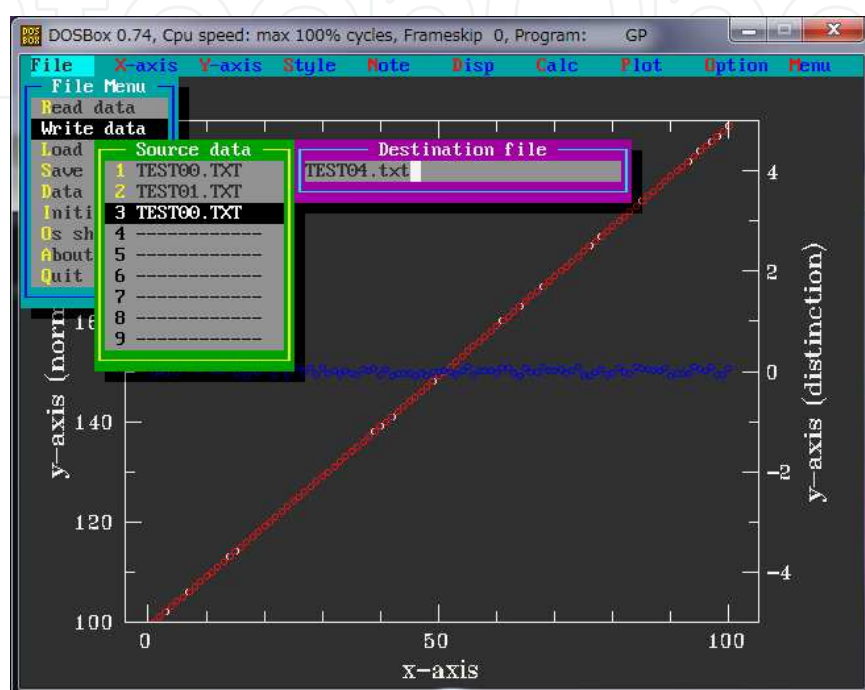 DOSBox 0.74, Cpu speed: max 100% cycles, Frameskip 0, Program: GP
File X-axis Y-axis Style Note Disp Calc Plot Option Menu
File Menu
Read data
Write data
Load
Save
Data
Initi
Os sh
About
Quit
Source data
1 TEST00.TXT
2 TEST01.TXT
3 TEST00.TXT
4 ------------
5 ------------
6 ------------
7 ------------
8 ------------
9 ------------
Destination file
TEST04.txt
y-axis (norm
16
140
120
100
0
50
100
x-axis
4
2
0
-2
-4
y-axis (distinction)